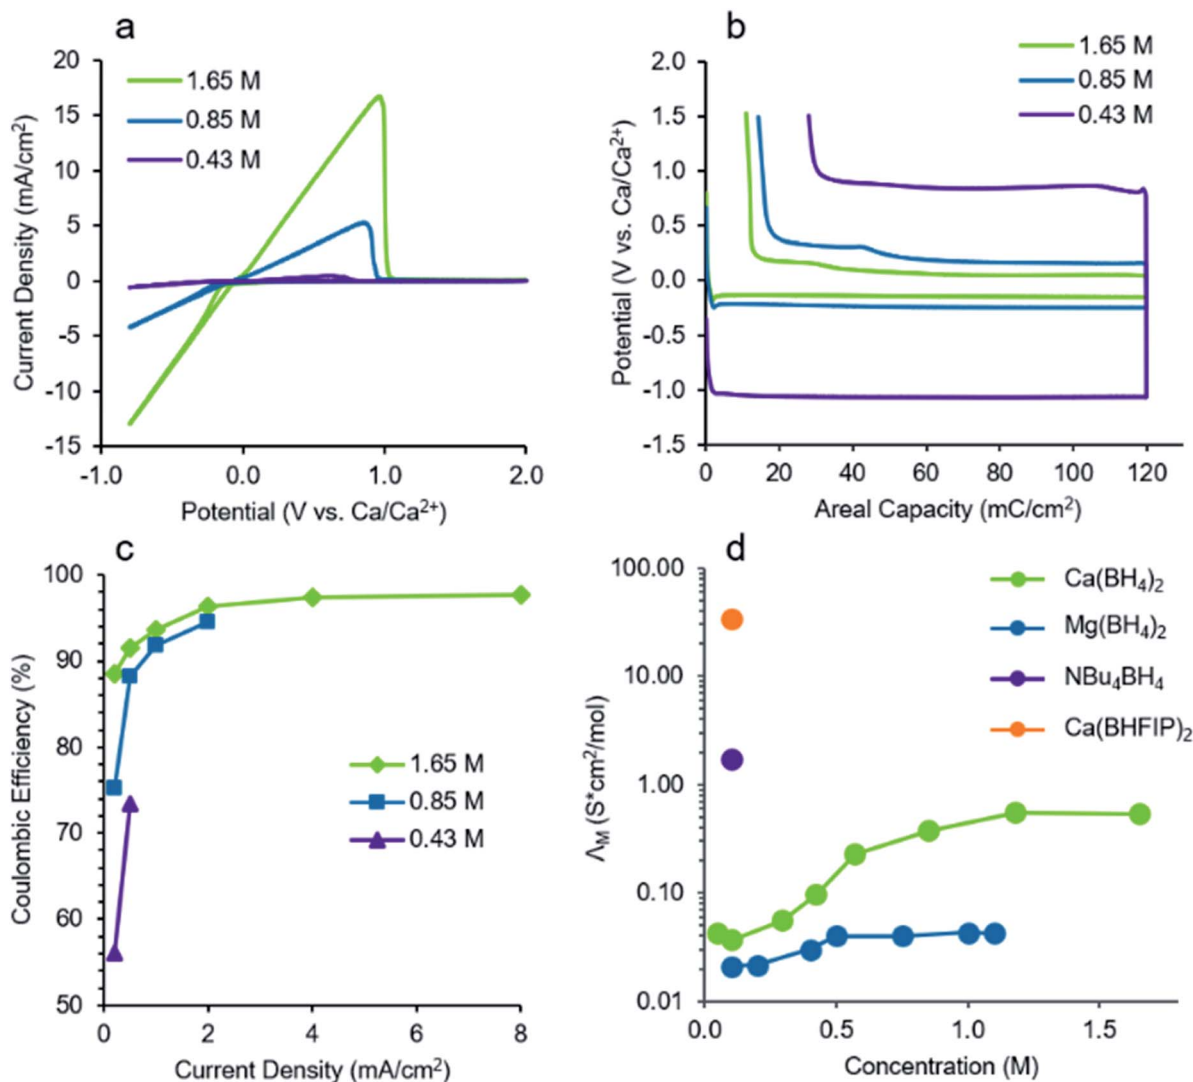 a
20
15
10
5
0
-5
-10
-15
-1.0 0.0 1.0 2.0
Current Density (mA/cm²)
Potential (V vs. Ca/Ca²⁺)
1.65 M
0.85 M
0.43 M
b
1.65 M
0.85 M
0.43 M
2.0
1.5
1.0
0.5
0.0
-0.5
-1.0
-1.5
0 20 40 60 80 100 120
Potential (V vs. Ca/Ca²⁺)
Areal Capacity (mC/cm²)
c
100
90
80
70
60
50
0 2 4 6 8
Coulombic Efficiency (%)
Current Density (mA/cm²)
1.65 M
0.85 M
0.43 M
d
100.00
10.00
1.00
0.10
0.01
0.0 0.5 1.0 1.5
Λ_M (S*cm²/mol)
Concentration (M)
Ca(BH₄)₂
Mg(BH₄)₂
NBu₄BH₄
Ca(BHFIP)₂